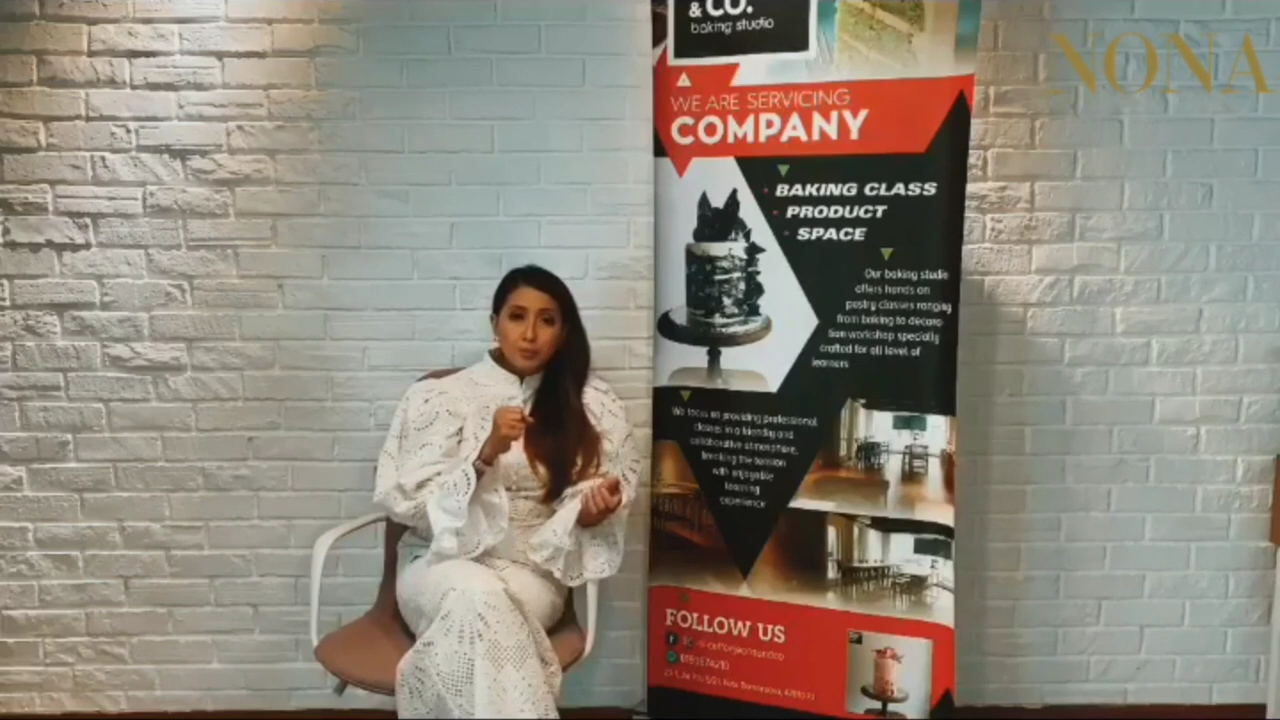 & CO.
baking studio
NONA
WE ARE SERVICING
COMPANY
BAKING CLASS
PRODUCT
SPACE
Our baking studio
offers hands on
pastry classes ranging
from baking to decora
tion workshop specially
crafted for all level of
learners
We focus on providing professional
classes in a friendly and
collaborative atmosphere,
breaking the tension
with enjoyable
learning
experience
FOLLOW US